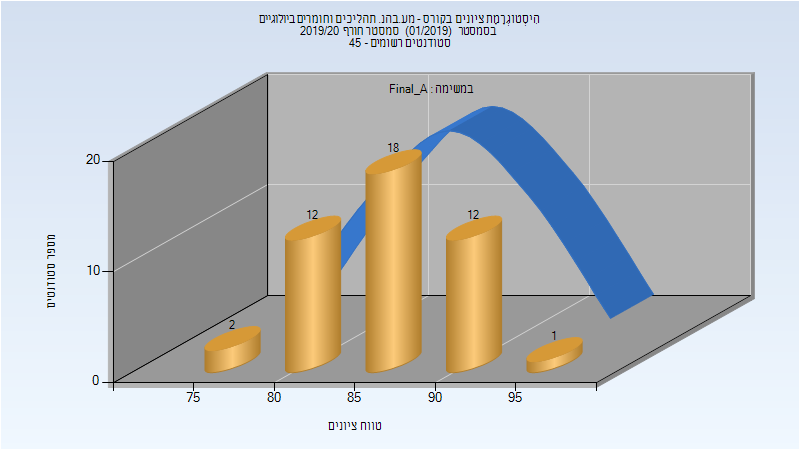 היסטוגרמת ציונים בקורס - מע.בהנ. תהליכים וחומרים ביולוגיים
בסמסטר (01/2019) סמסטר חורף 2019/20
סטודנטים רשומים - 45
במשימה : Final_A
מספר סטודנטים
20
10
0
2
12
18
12
1
75
80
85
90
95
טווח ציונים